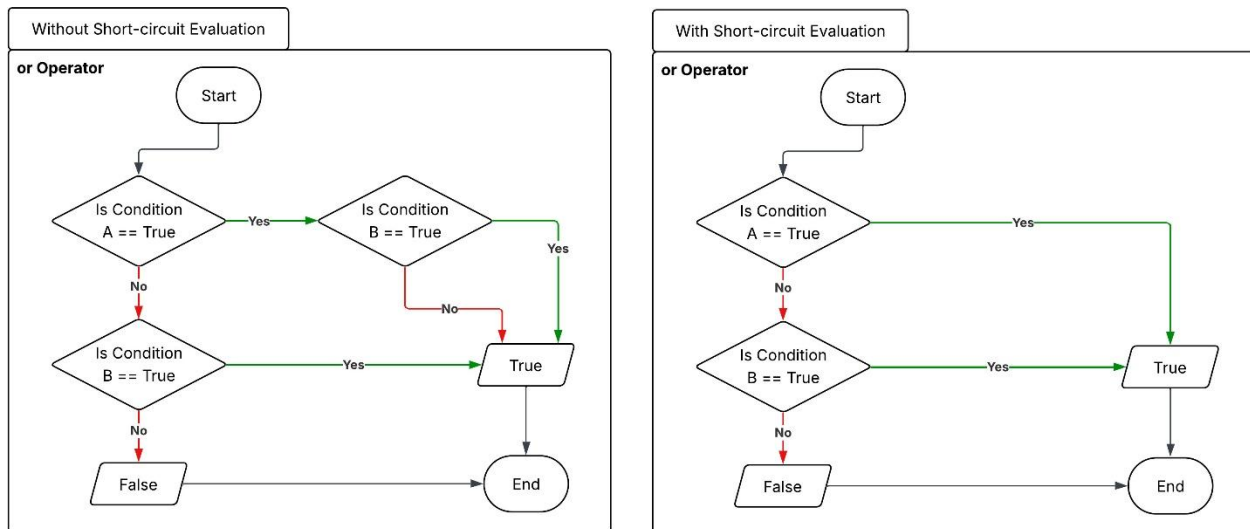 Without Short-circuit Evaluation
or Operator
Start
Is Condition
A == True
Yes
Is Condition
B == True
Yes
No
No
Is Condition
B == True
Yes
True
No
False
End
With Short-circuit Evaluation
or Operator
Start
Is Condition
A == True
Yes
No
Is Condition
B == True
Yes
True
No
False
End